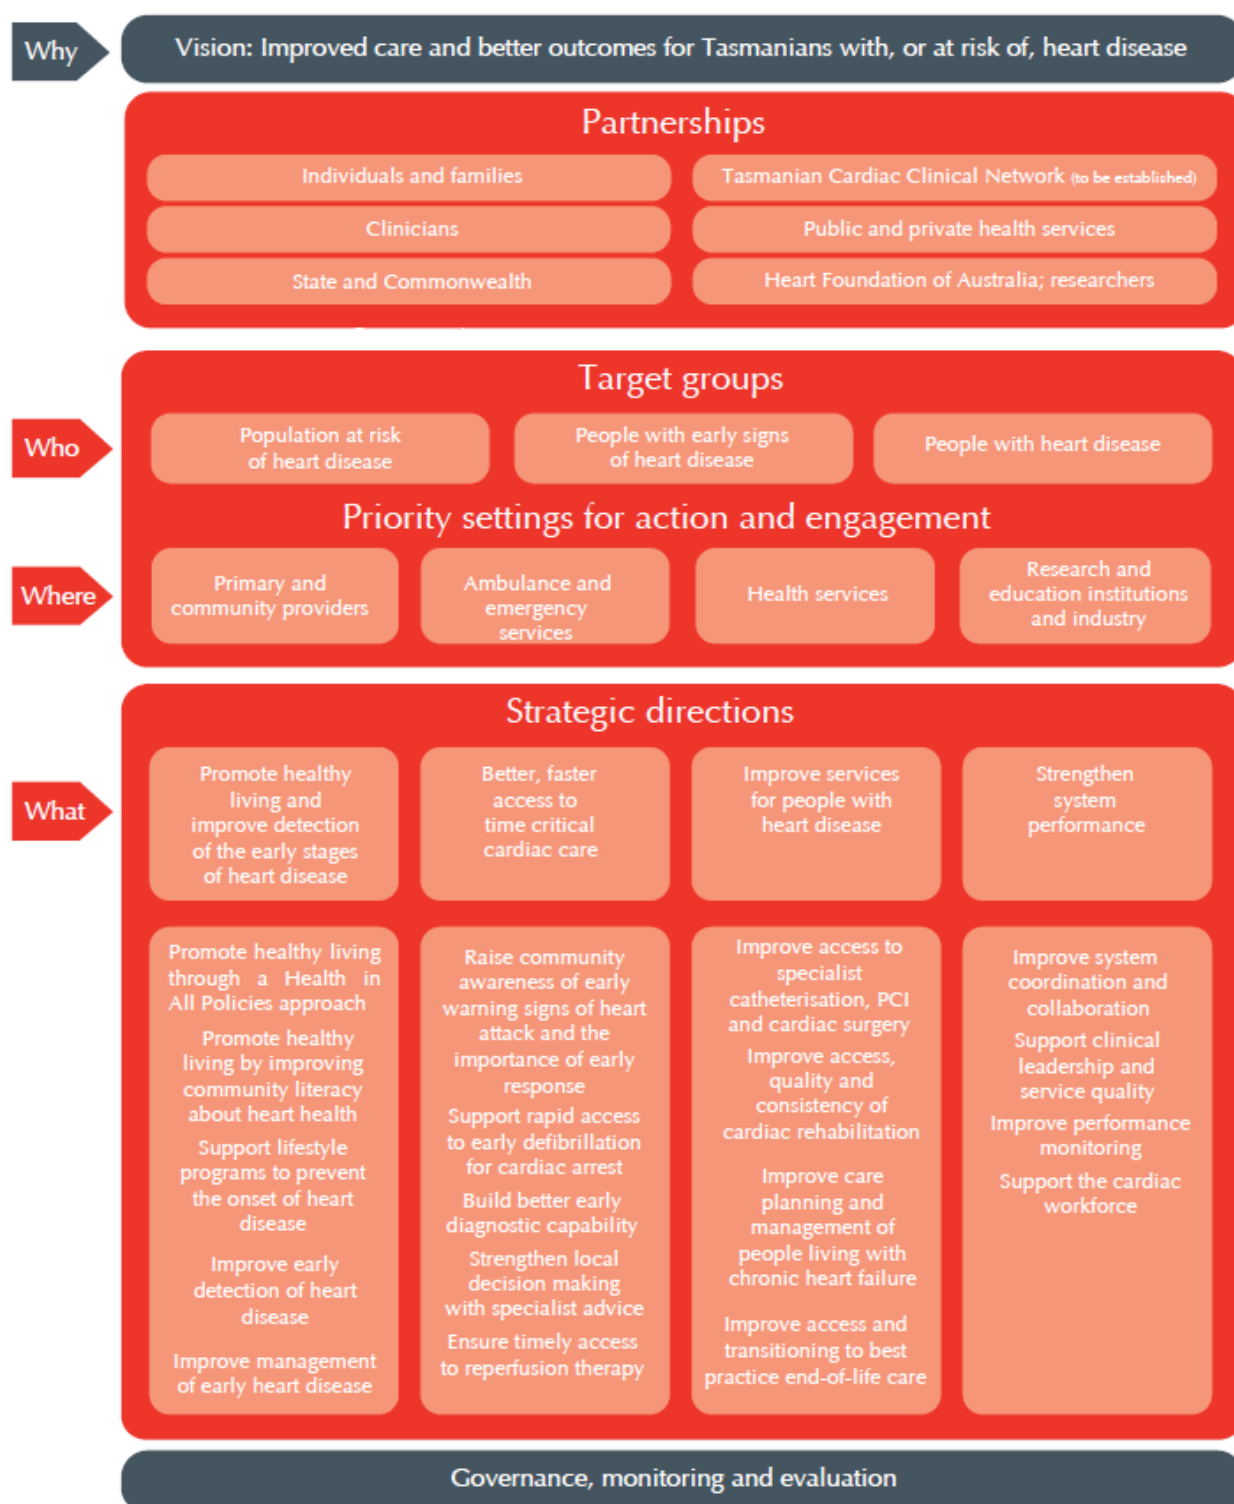 Why
Vision: Improved care and better outcomes for Tasmanians with, or at risk of, heart disease
Partnerships
Individuals and families
Tasmanian Cardiac Clinical Network (to be established)
Clinicians
Public and private health services
State and Commonwealth
Heart Foundation of Australia; researchers
Target groups
Who
Population at risk
of heart disease
People with early signs
of heart disease
People with heart disease
Priority settings for action and engagement
Where
Primary and
community providers
Ambulance and
emergency
services
Health services
Research and
education institutions
and industry
Strategic directions
What
Promote healthy
living and
improve detection
of the early stages
of heart disease
Better, faster
access to
time critical
cardiac care
Improve services
for people with
heart disease
Strengthen
system
performance
Promote healthy living
through a Health in
All Policies approach
Promote healthy
living by improving
community literacy
about heart health
Support lifestyle
programs to prevent
the onset of heart
disease
Improve early
detection of heart
disease
Improve management
of early heart disease
Raise community
awareness of early
warning signs of heart
attack and the
importance of early
response
Support rapid access
to early defibrillation
for cardiac arrest
Build better early
diagnostic capability
Strengthen local
decision making
with specialist advice
Ensure timely access
to reperfusion therapy
Improve access to
specialist
catheterisation, PCI
and cardiac surgery
Improve access,
quality and
consistency of
cardiac rehabilitation
Improve care
planning and
management of
people living with
chronic heart failure
Improve access and
transitioning to best
practice end-of-life care
Improve system
coordination and
collaboration
Support clinical
leadership and
service quality
Improve performance
monitoring
Support the cardiac
workforce
Governance, monitoring and evaluation